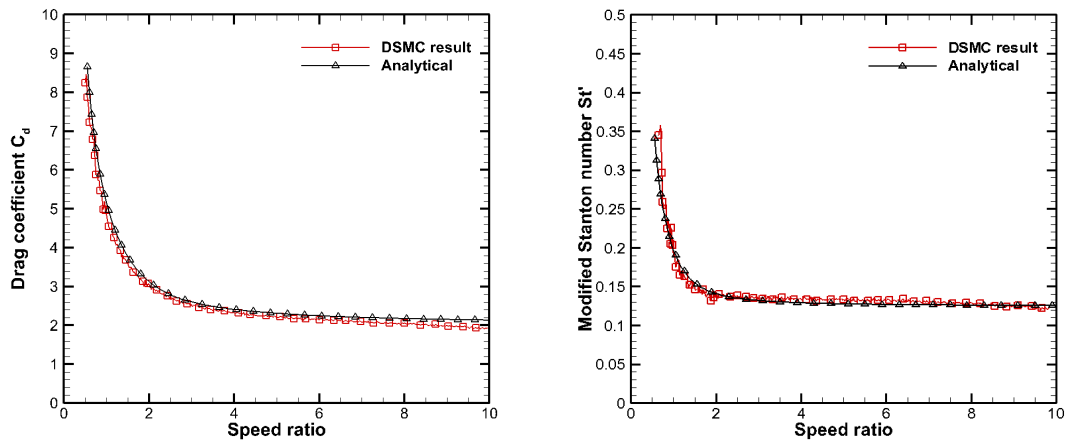 DSMC result
Analytical
Drag coefficient C_d
9
8
7
6
5
4
3
2
1
0
0 2 4 6 8 10
Speed ratio
DSMC result
Analytical
Modified Stanton number St'
0.5
0.45
0.4
0.35
0.3
0.25
0.2
0.15
0.1
0.05
0
0 2 4 6 8 10
Speed ratio